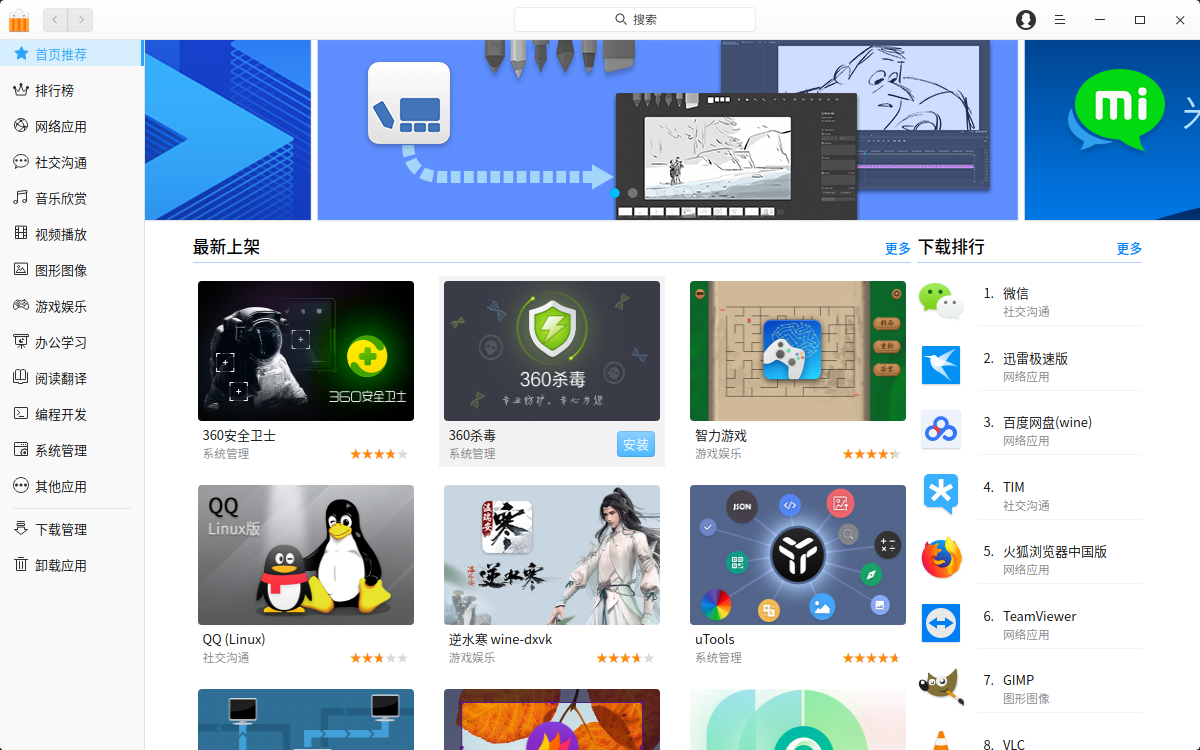 搜索
首页推荐
排行榜
网络应用
社交沟通
音乐欣赏
视频播放
图形图像
游戏娱乐
办公学习
阅读翻译
编程开发
系统管理
其他应用
下载管理
卸载应用
mi
最新上架
更多
360安全卫士
360安全卫士
系统管理
360杀毒
专业防护，专心为您
360杀毒
系统管理
安装
新局
重新
答案
智力游戏
游戏娱乐
QQ
Linux版
QQ (Linux)
社交沟通
温瑞安
逆水寒
逆水寒 wine-dxvk
游戏娱乐
JSON
uTools
系统管理
下载排行
更多
1. 微信
社交沟通
2. 迅雷极速版
网络应用
3. 百度网盘(wine)
网络应用
4. TIM
社交沟通
5. 火狐浏览器中国版
网络应用
6. TeamViewer
网络应用
7. GIMP
图形图像
8. VLC